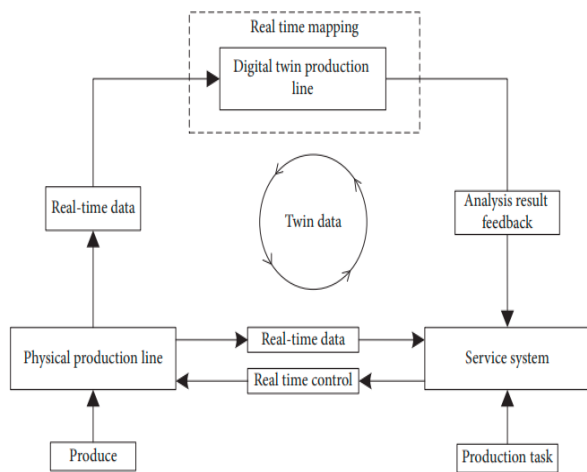 Real time mapping
Digital twin production
line
Real-time data
Twin data
Analysis result
feedback
Physical production line
Real-time data
Real time control
Service system
Produce
Production task